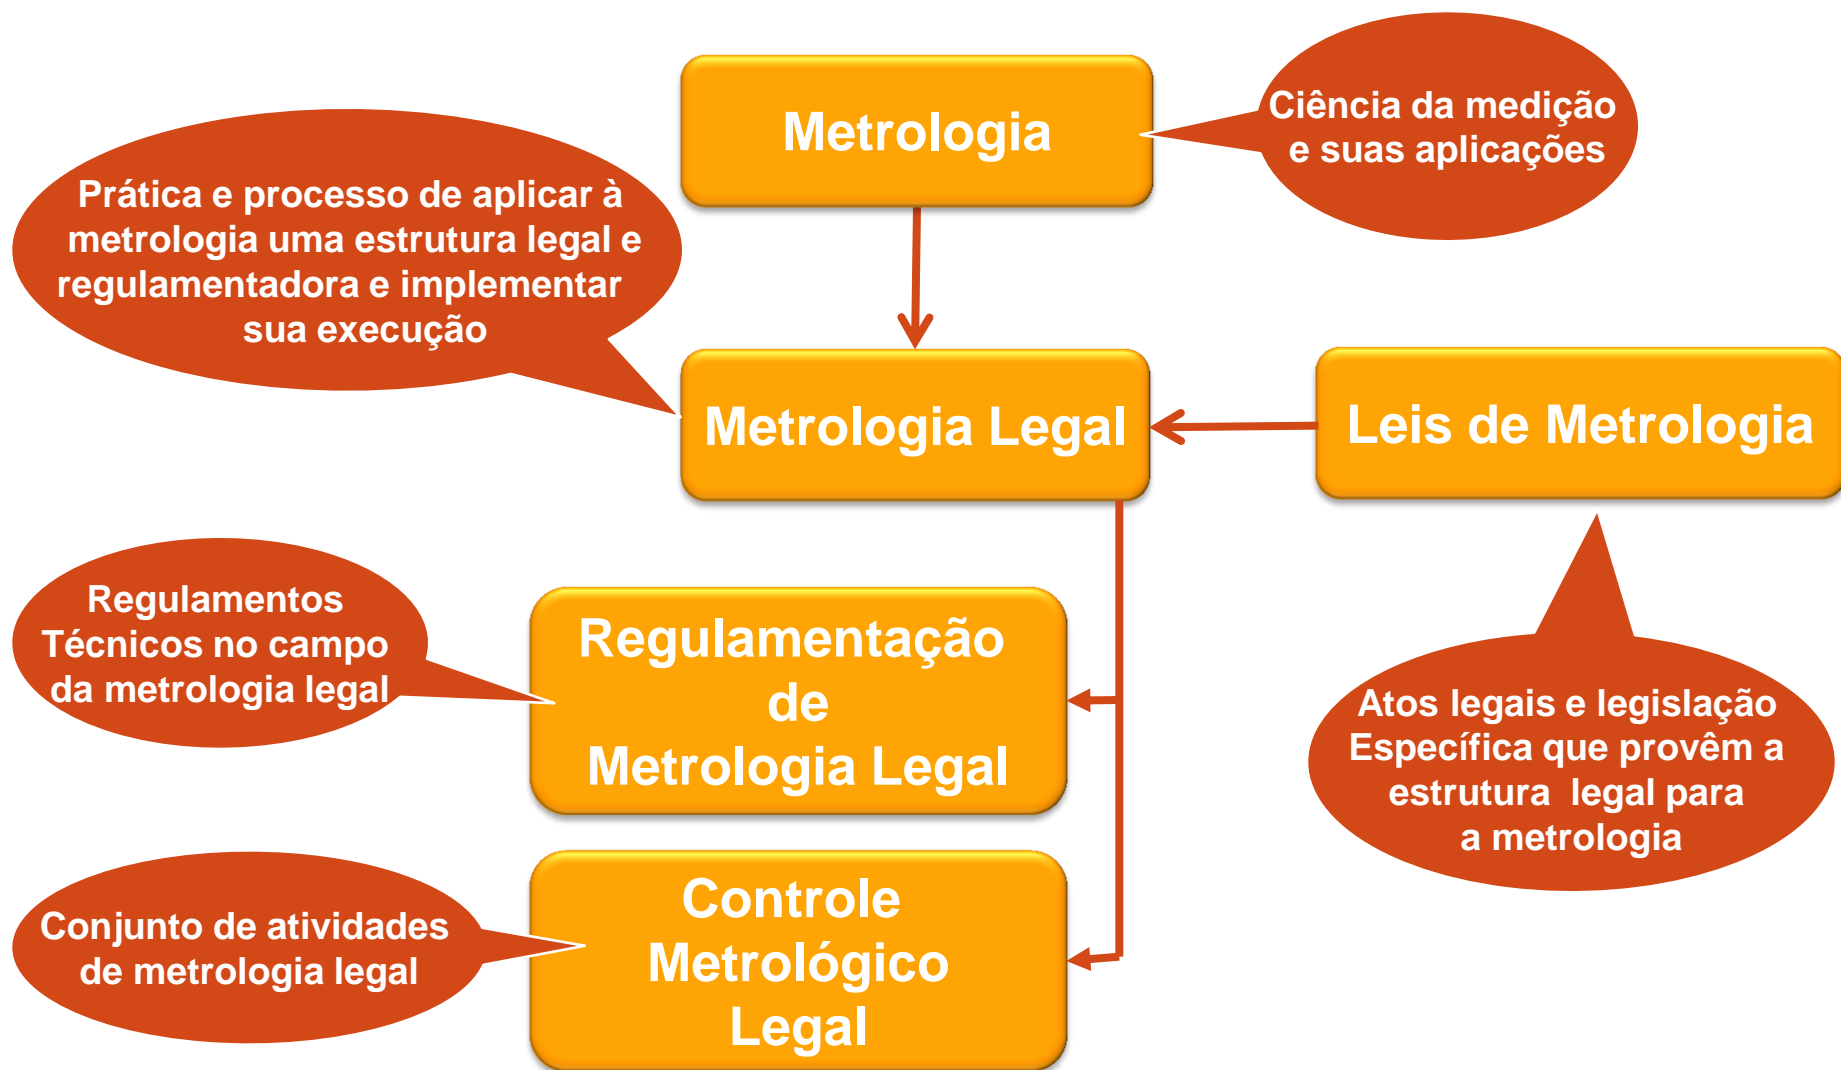 Metrologia
Ciência da medição
e suas aplicações
Prática e processo de aplicar à
metrologia uma estrutura legal e
regulamentadora e implementar
sua execução
Metrologia Legal
Leis de Metrologia
Regulamentos
Técnicos no campo
da metrologia legal
Regulamentação
de
Metrologia Legal
Atos legais e legislação
Específica que provêm a
estrutura legal para
a metrologia
Conjunto de atividades
de metrologia legal
Controle
Metrológico
Legal